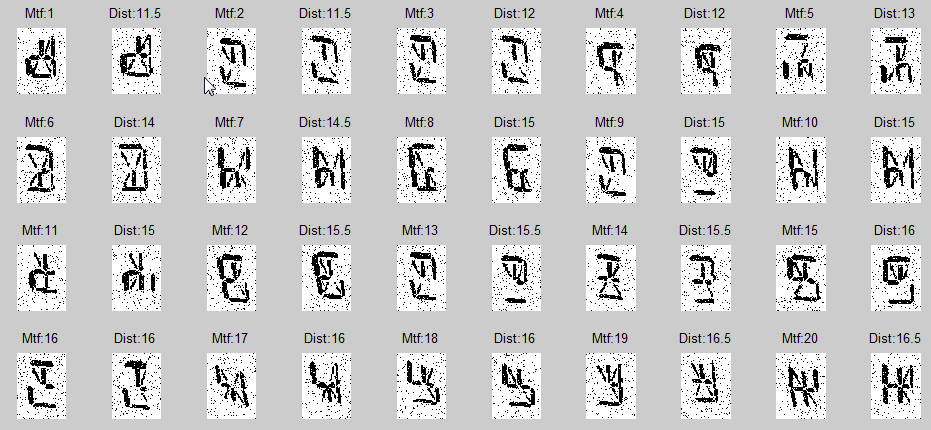 Mtf:1 Dist:11.5 Mtf:2 Dist:11.5 Mtf:3 Dist:12 Mtf:4 Dist:12 Mtf:5 Dist:13
Mtf:6 Dist:14 Mtf:7 Dist:14.5 Mtf:8 Dist:15 Mtf:9 Dist:15 Mtf:10 Dist:15
Mtf:11 Dist:15 Mtf:12 Dist:15.5 Mtf:13 Dist:15.5 Mtf:14 Dist:15.5 Mtf:15 Dist:16
Mtf:16 Dist:16 Mtf:17 Dist:16 Mtf:18 Dist:16 Mtf:19 Dist:16.5 Mtf:20 Dist:16.5